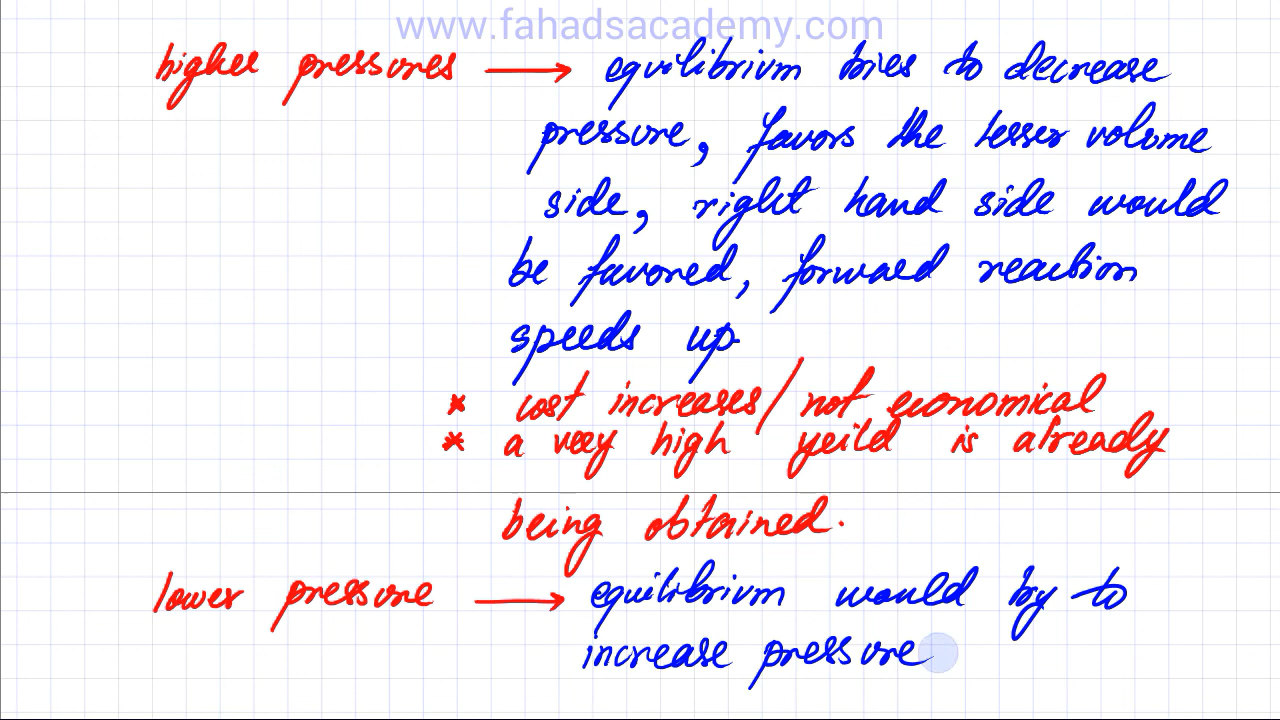 www.fahadsacademy.com
higher pressures → equilibrium tries to decrease
pressure, favors the lesser volume
side, right hand side would
be favored, forward reaction
speeds up
* cost increases/not economical
* a very high yeild is already
being obtained.
lower pressure → equilibrium would try to
increase pressure